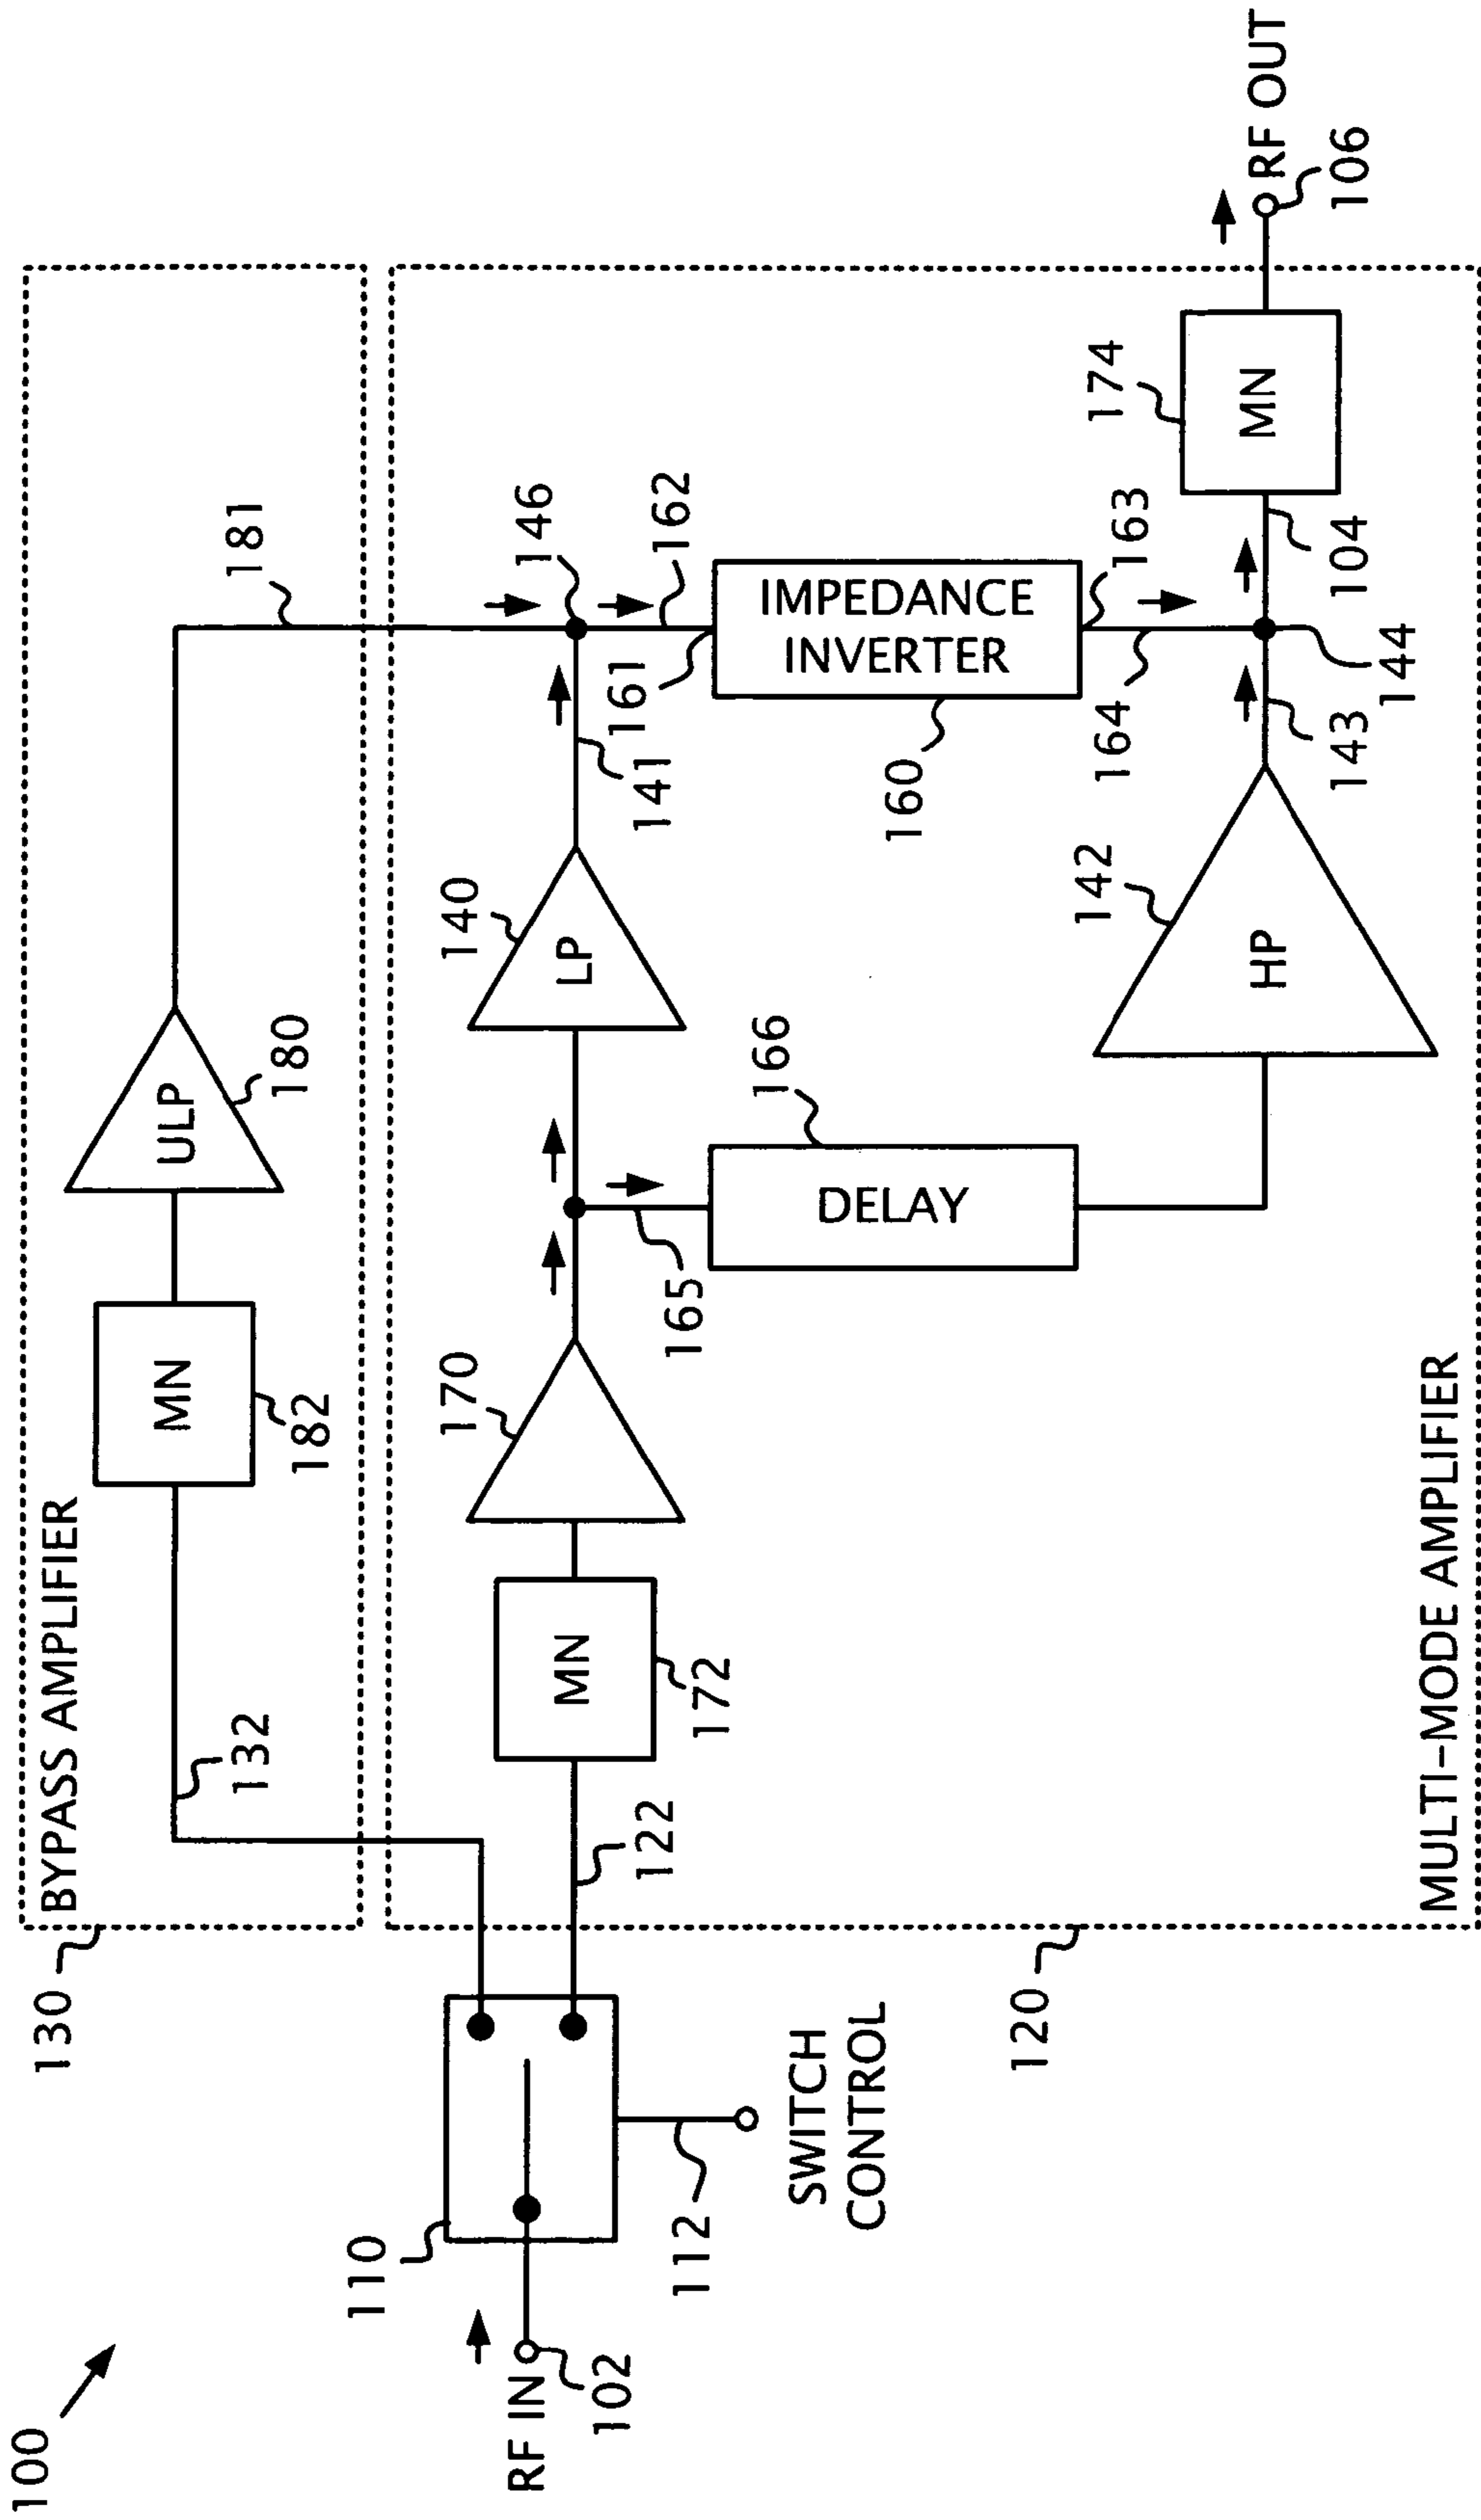 100
130
BYPASS AMPLIFIER
132
MN
182
ULP
180
181
RF IN
102
110
112
SWITCH
CONTROL
122
MN
172
170
165
DELAY
166
LP
140
141
146
161
162
IMPEDANCE
INVERTER
160
163
164
HP
142
143
144
104
MN
174
RF OUT
106
120
MULTI-MODE AMPLIFIER